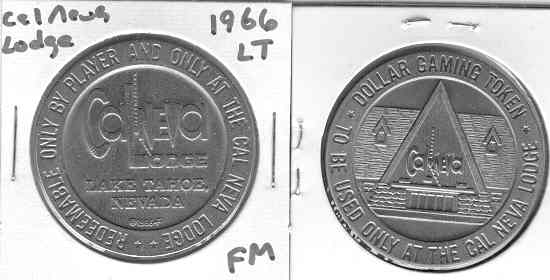 Cal Neva
Lodge
1966
LT
REDEEMABLE ONLY BY PLAYER AND ONLY AT THE CAL NEVA LODGE
Cal Neva
LODGE
LAKE TAHOE,
NEVADA
FM
DOLLAR GAMING TOKEN
Cal Neva
TO BE USED ONLY AT THE CAL NEVA LODGE